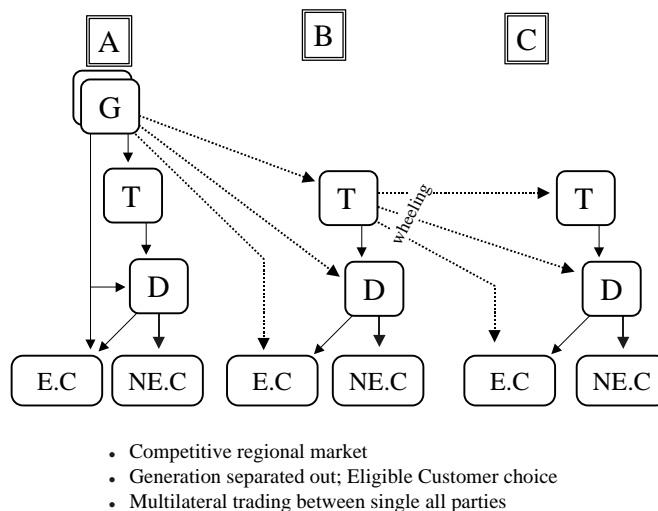 A
B
C
G
T
T
wheeling
T
D
D
D
E.C
NE.C
E.C
NE.C
E.C
NE.C
• Competitive regional market
• Generation separated out; Eligible Customer choice
• Multilateral trading between single all parties